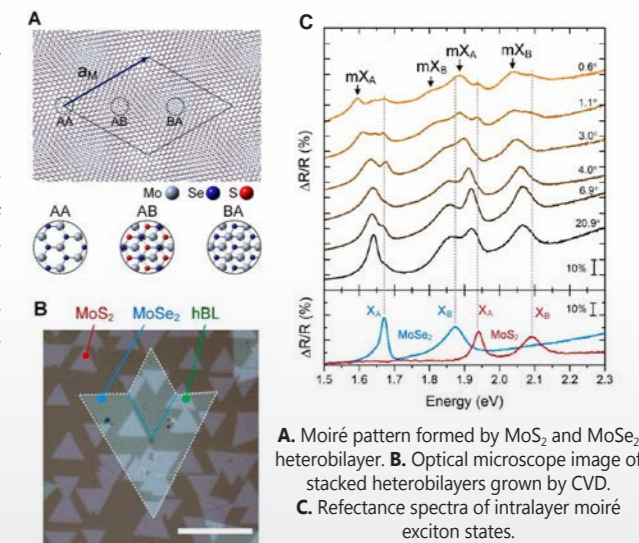 A
a_M
AA AB BA
Mo Se S
AA AB BA
B
MoS₂ MoSe₂ hBL
C
mX_A
mX_B
mX_A
mX_B
0.6°
1.1°
3.0°
4.0°
6.9°
20.9°
10%
ΔR/R (%)
X_A X_B X_A X_B
10%
MoSe₂ MoS₂
ΔR/R (%)
1.5 1.6 1.7 1.8 1.9 2.0 2.1 2.2 2.3
Energy (eV)
A. Moiré pattern formed by MoS₂ and MoSe₂
heterobilayer. B. Optical microscope image of
stacked heterobilayers grown by CVD.
C. Refectance spectra of intralayer moiré
exciton states.